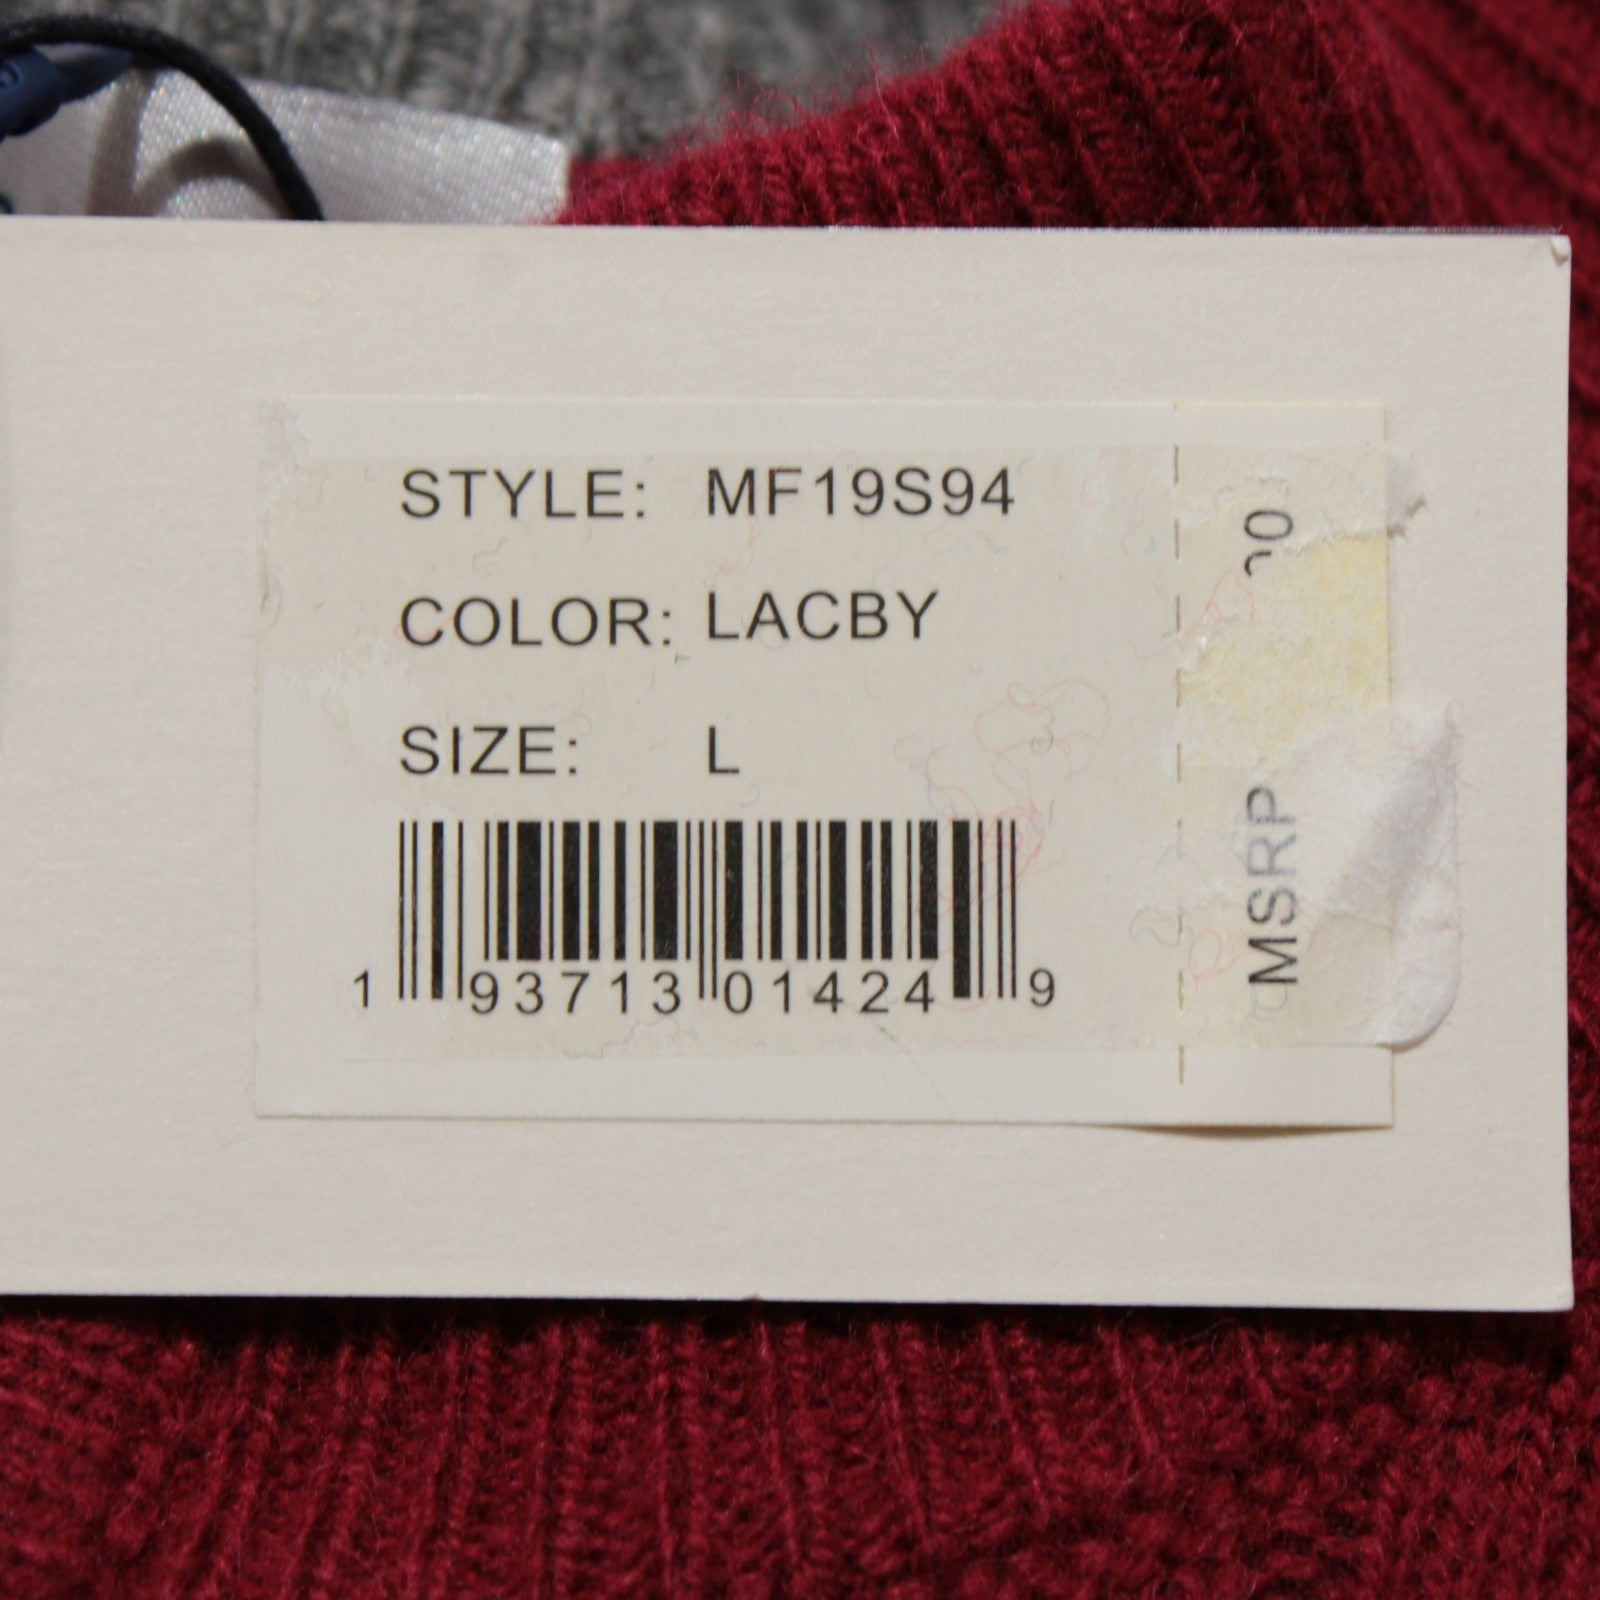 STYLE: MF19S94
COLOR: LACBY
SIZE: L
1 93713 01424 9
MSRP